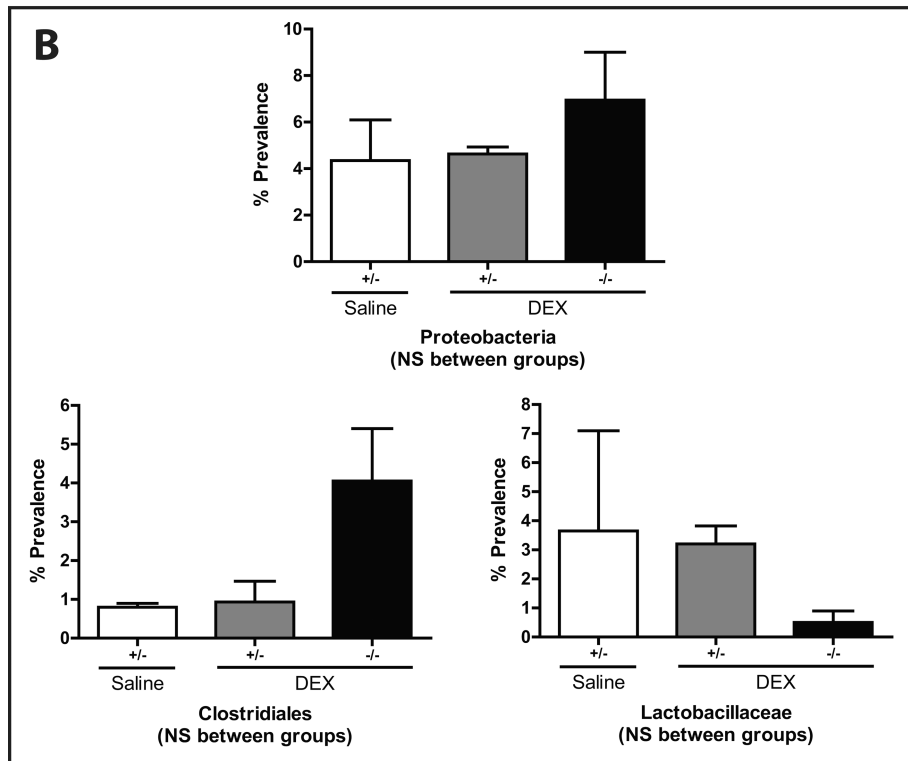 B
% Prevalence
10
8
6
4
2
0
+/- +/- -/-
Saline DEX
Proteobacteria
(NS between groups)
% Prevalence
6
5
4
3
2
1
0
+/- +/- -/-
Saline DEX
Clostridiales
(NS between groups)
% Prevalence
8
7
6
5
4
3
2
1
0
+/- +/- -/-
Saline DEX
Lactobacillaceae
(NS between groups)